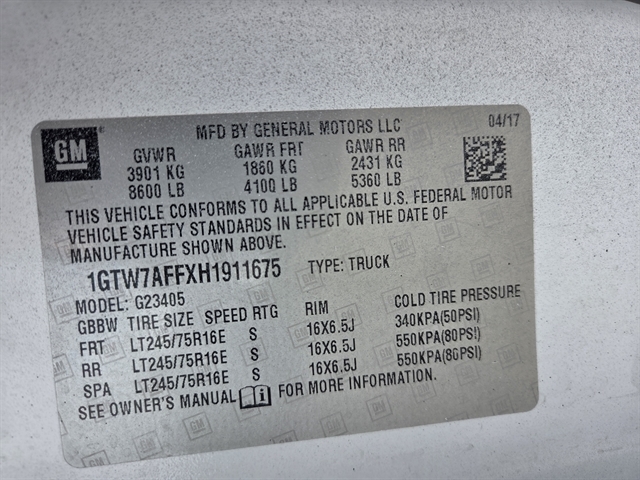 GM
MFD BY GENERAL MOTORS LLC 04/17
GVWR GAWR FRT GAWR RR
3901 KG 1860 KG 2431 KG
8600 LB 4100 LB 5360 LB
THIS VEHICLE CONFORMS TO ALL APPLICABLE U.S. FEDERAL MOTOR
VEHICLE SAFETY STANDARDS IN EFFECT ON THE DATE OF
MANUFACTURE SHOWN ABOVE.
1GTW7AFFXH1911675 TYPE: TRUCK
MODEL: G23405
GBBW TIRE SIZE SPEED RTG RIM COLD TIRE PRESSURE
FRT LT245/75R16E S 16X6.5J 340KPA(50PSI)
RR LT245/75R16E S 16X6.5J 550KPA(80PSI)
SPA LT245/75R16E S 16X6.5J 550KPA(80PSI)
SEE OWNER'S MANUAL FOR MORE INFORMATION.